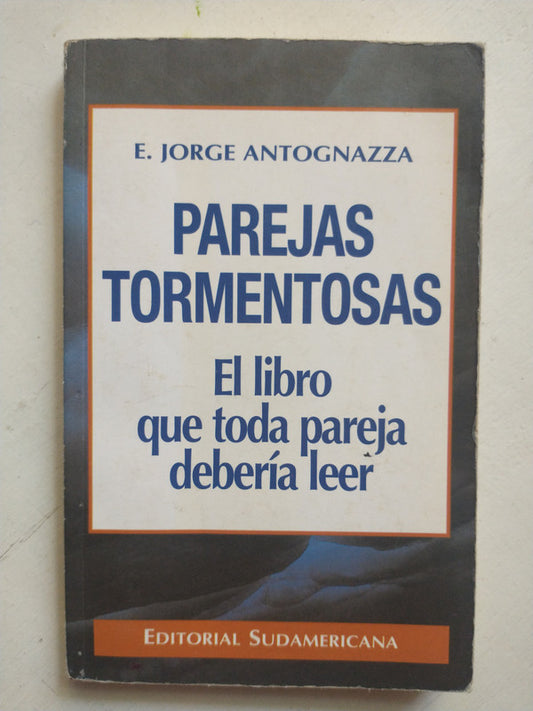 E. JORGE ANTOGNAZZA
PAREJAS
TORMENTOSAS
El libro
que toda pareja
debería leer
EDITORIAL SUDAMERICANA